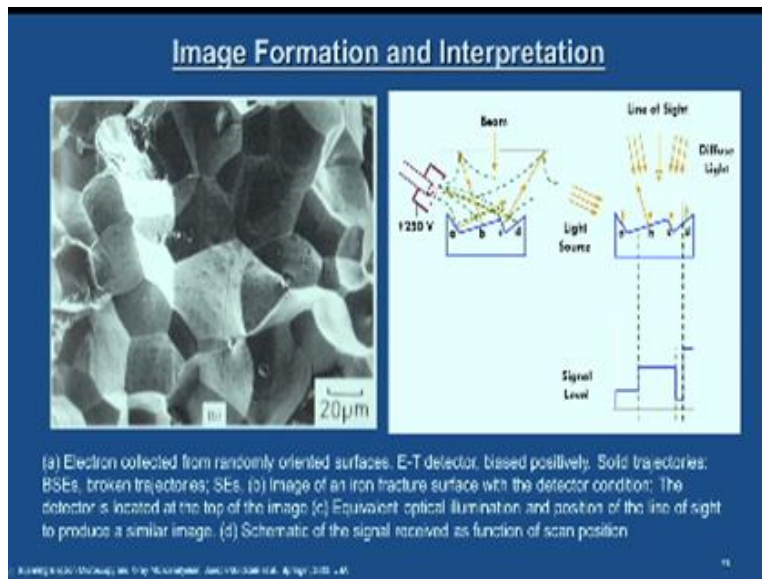 Image Formation and Interpretation
Beam
Line of Sight
Diffuse
Light
+250 V
Light
Source
a b c d
Signal
Level
(b)
20µm
(a) Electron collected from randomly oriented surfaces. E-T detector, biased positively. Solid trajectories:
BSEs, broken trajectories; SEs. (b) Image of an iron fracture surface with the detector condition; The
detector is located at the top of the image (c) Equivalent optical illumination and position of the line of sight
to produce a similar image. (d) Schematic of the signal received as function of scan position